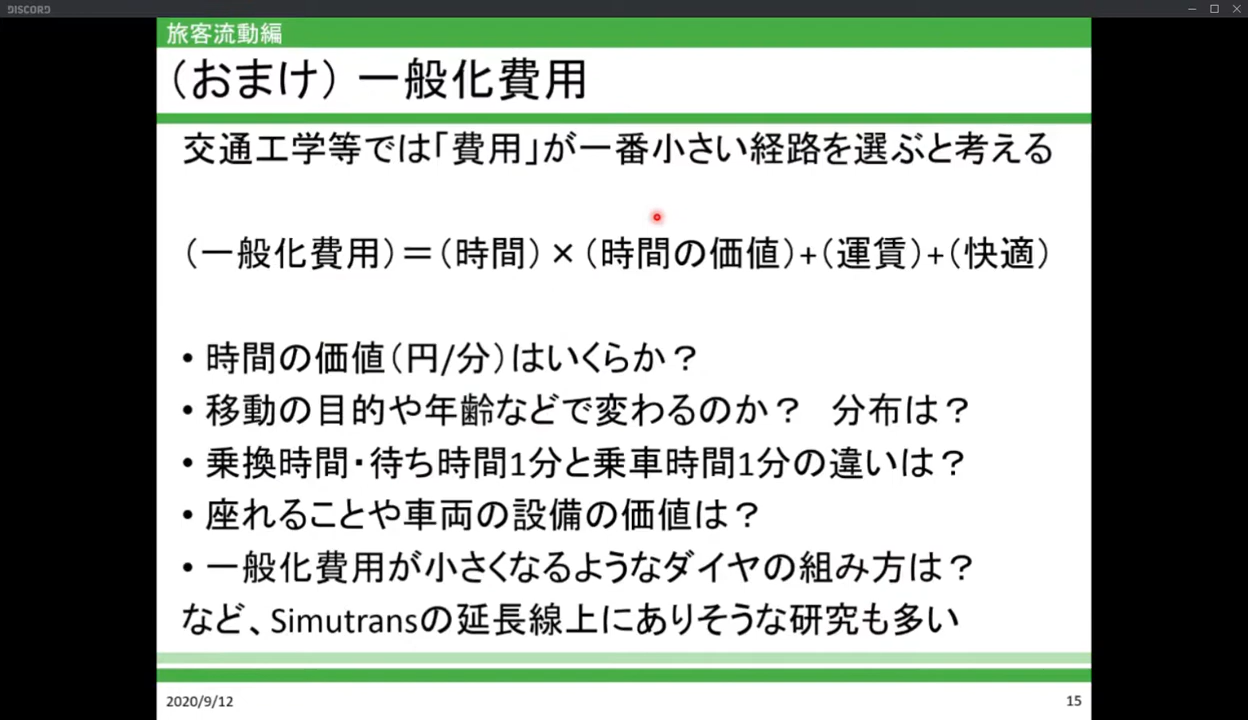 DISCORD
旅客流動編
（おまけ）一般化費用
交通工学等では「費用」が一番小さい経路を選ぶと考える
（一般化費用）＝（時間）×（時間の価値）+（運賃）+（快適）
• 時間の価値（円/分）はいくらか？
• 移動の目的や年齢などで変わるのか？　分布は？
• 乗換時間・待ち時間1分と乗車時間1分の違いは？
• 座れることや車両の設備の価値は？
• 一般化費用が小さくなるようなダイヤの組み方は？
など、Simutransの延長線上にありそうな研究も多い
2020/9/12
15